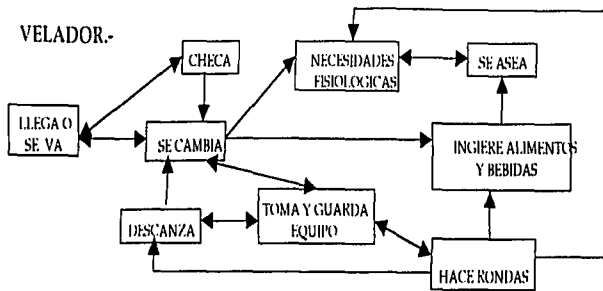 VELADOR.-
CHECA
NECESIDADES
FISIOLOGICAS
SE ASEA
LLEGA O
SE VA
SE CAMBIA
INGIERE ALIMENTOS
Y BEBIDAS
DESCANZA
TOMA Y GUARDA
EQUIPO
HACE RONDAS